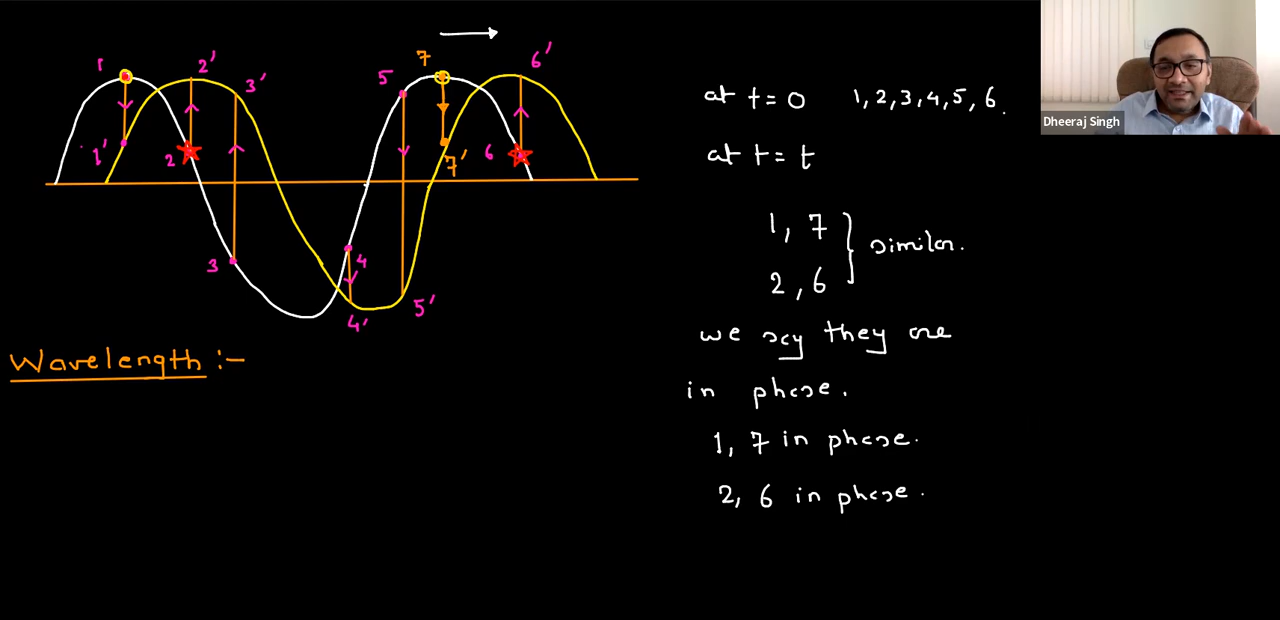 1 2' 3' 5 7 6'
1' 2 7' 6
3 4
4' 5'
Wavelength :-
at t = 0 1, 2, 3, 4, 5, 6.
at t = t
1, 7
2, 6 } similar.
we say they are
in phase.
1, 7 in phase.
2, 6 in phase.
Dheeraj Singh